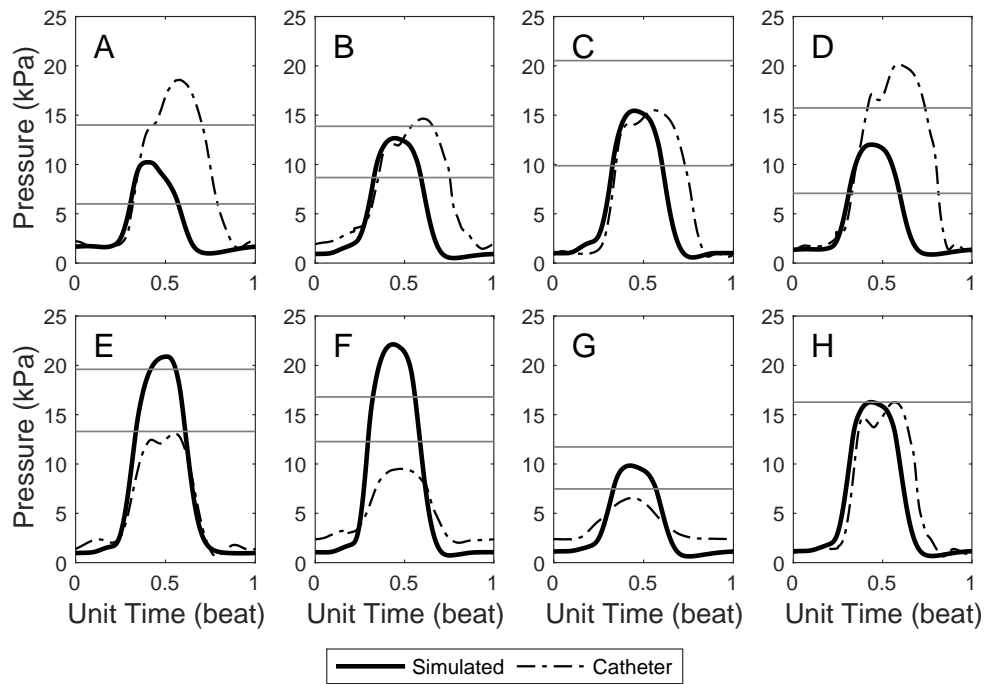 25 25 25 25
A B C D
20 20 20 20
15 15 15 15
10 10 10 10
5 5 5 5
0 0 0 0
0 0.5 1 0 0.5 1 0 0.5 1 0 0.5 1
Pressure (kPa)
25 25 25 25
E F G H
20 20 20 20
15 15 15 15
10 10 10 10
5 5 5 5
0 0 0 0
0 0.5 1 0 0.5 1 0 0.5 1 0 0.5 1
Pressure (kPa)
Unit Time (beat) Unit Time (beat) Unit Time (beat) Unit Time (beat)
Simulated Catheter